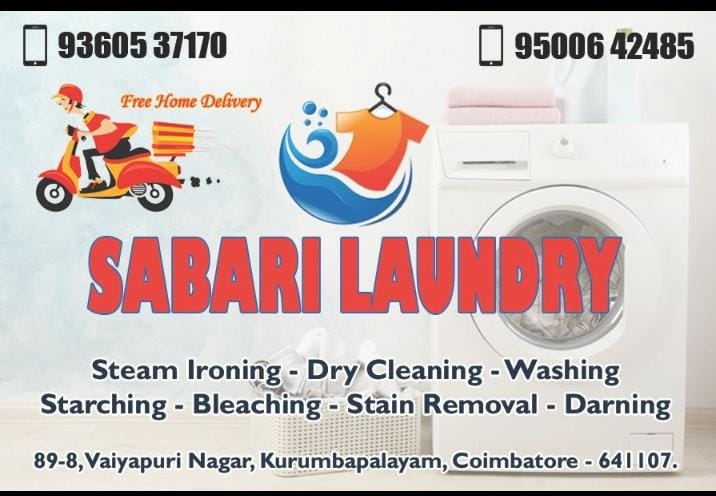 93605 37170
95006 42485
Free Home Delivery
SABARI LAUNDRY
Steam Ironing - Dry Cleaning - Washing
Starching - Bleaching - Stain Removal - Darning
89-8, Vaiyapuri Nagar, Kurumbapalayam, Coimbatore - 641107.